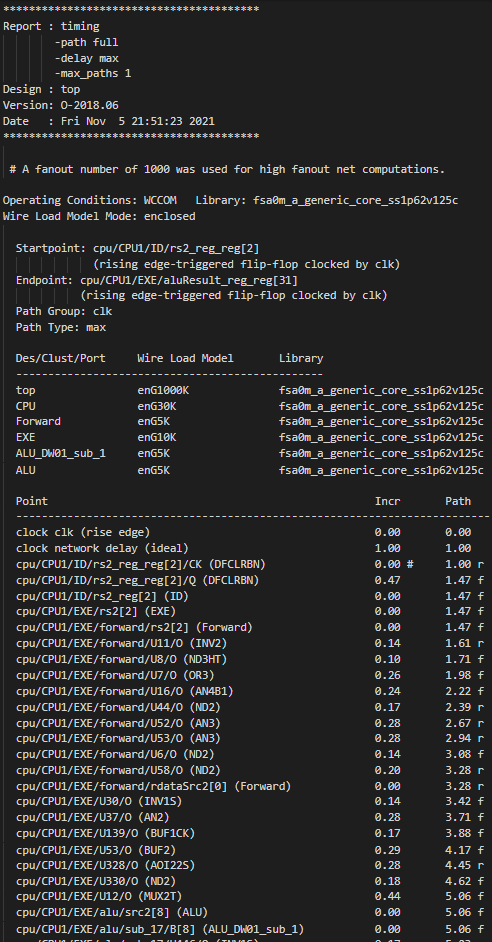 ****************************************
Report : timing
-path full
-delay max
-max_paths 1
Design : top
Version: O-2018.06
Date : Fri Nov 5 21:51:23 2021
****************************************
# A fanout number of 1000 was used for high fanout net computations.
Operating Conditions: WCCOM Library: fsa0m_a_generic_core_ss1p62v125c
Wire Load Model Mode: enclosed
Startpoint: cpu/CPU1/ID/rs2_reg_reg[2]
(rising edge-triggered flip-flop clocked by clk)
Endpoint: cpu/CPU1/EXE/aluResult_reg_reg[31]
(rising edge-triggered flip-flop clocked by clk)
Path Group: clk
Path Type: max
Des/Clust/Port Wire Load Model Library
------------------------------------------------
top enG1000K fsa0m_a_generic_core_ss1p62v125c
CPU enG30K fsa0m_a_generic_core_ss1p62v125c
Forward enG5K fsa0m_a_generic_core_ss1p62v125c
EXE enG10K fsa0m_a_generic_core_ss1p62v125c
ALU_DW01_sub_1 enG5K fsa0m_a_generic_core_ss1p62v125c
ALU enG5K fsa0m_a_generic_core_ss1p62v125c
Point Incr Path
--------------------------------------------------------------------------
clock clk (rise edge) 0.00 0.00
clock network delay (ideal) 1.00 1.00
cpu/CPU1/ID/rs2_reg_reg[2]/CK (DFCLRBN) 0.00 # 1.00 r
cpu/CPU1/ID/rs2_reg_reg[2]/Q (DFCLRBN) 0.47 1.47 f
cpu/CPU1/ID/rs2_reg[2] (ID) 0.00 1.47 f
cpu/CPU1/EXE/rs2[2] (EXE) 0.00 1.47 f
cpu/CPU1/EXE/forward/rs2[2] (Forward) 0.00 1.47 f
cpu/CPU1/EXE/forward/U11/O (INV2) 0.14 1.61 r
cpu/CPU1/EXE/forward/U8/O (ND3HT) 0.10 1.71 f
cpu/CPU1/EXE/forward/U7/O (OR3) 0.26 1.98 f
cpu/CPU1/EXE/forward/U16/O (AN4B1) 0.24 2.22 f
cpu/CPU1/EXE/forward/U44/O (ND2) 0.17 2.39 r
cpu/CPU1/EXE/forward/U52/O (AN3) 0.28 2.67 r
cpu/CPU1/EXE/forward/U53/O (AN3) 0.28 2.94 r
cpu/CPU1/EXE/forward/U6/O (ND2) 0.14 3.08 f
cpu/CPU1/EXE/forward/U58/O (ND2) 0.20 3.28 r
cpu/CPU1/EXE/forward/rdataSrc2[0] (Forward) 0.00 3.28 r
cpu/CPU1/EXE/U30/O (INV1S) 0.14 3.42 f
cpu/CPU1/EXE/U37/O (AN2) 0.28 3.71 f
cpu/CPU1/EXE/U139/O (BUF1CK) 0.17 3.88 f
cpu/CPU1/EXE/U53/O (BUF2) 0.29 4.17 f
cpu/CPU1/EXE/U328/O (AOI22S) 0.28 4.45 r
cpu/CPU1/EXE/U330/O (ND2) 0.18 4.62 f
cpu/CPU1/EXE/U12/O (MUX2T) 0.44 5.06 f
cpu/CPU1/EXE/alu/src2[8] (ALU) 0.00 5.06 f
cpu/CPU1/EXE/alu/sub_17/B[8] (ALU_DW01_sub_1) 0.00 5.06 f